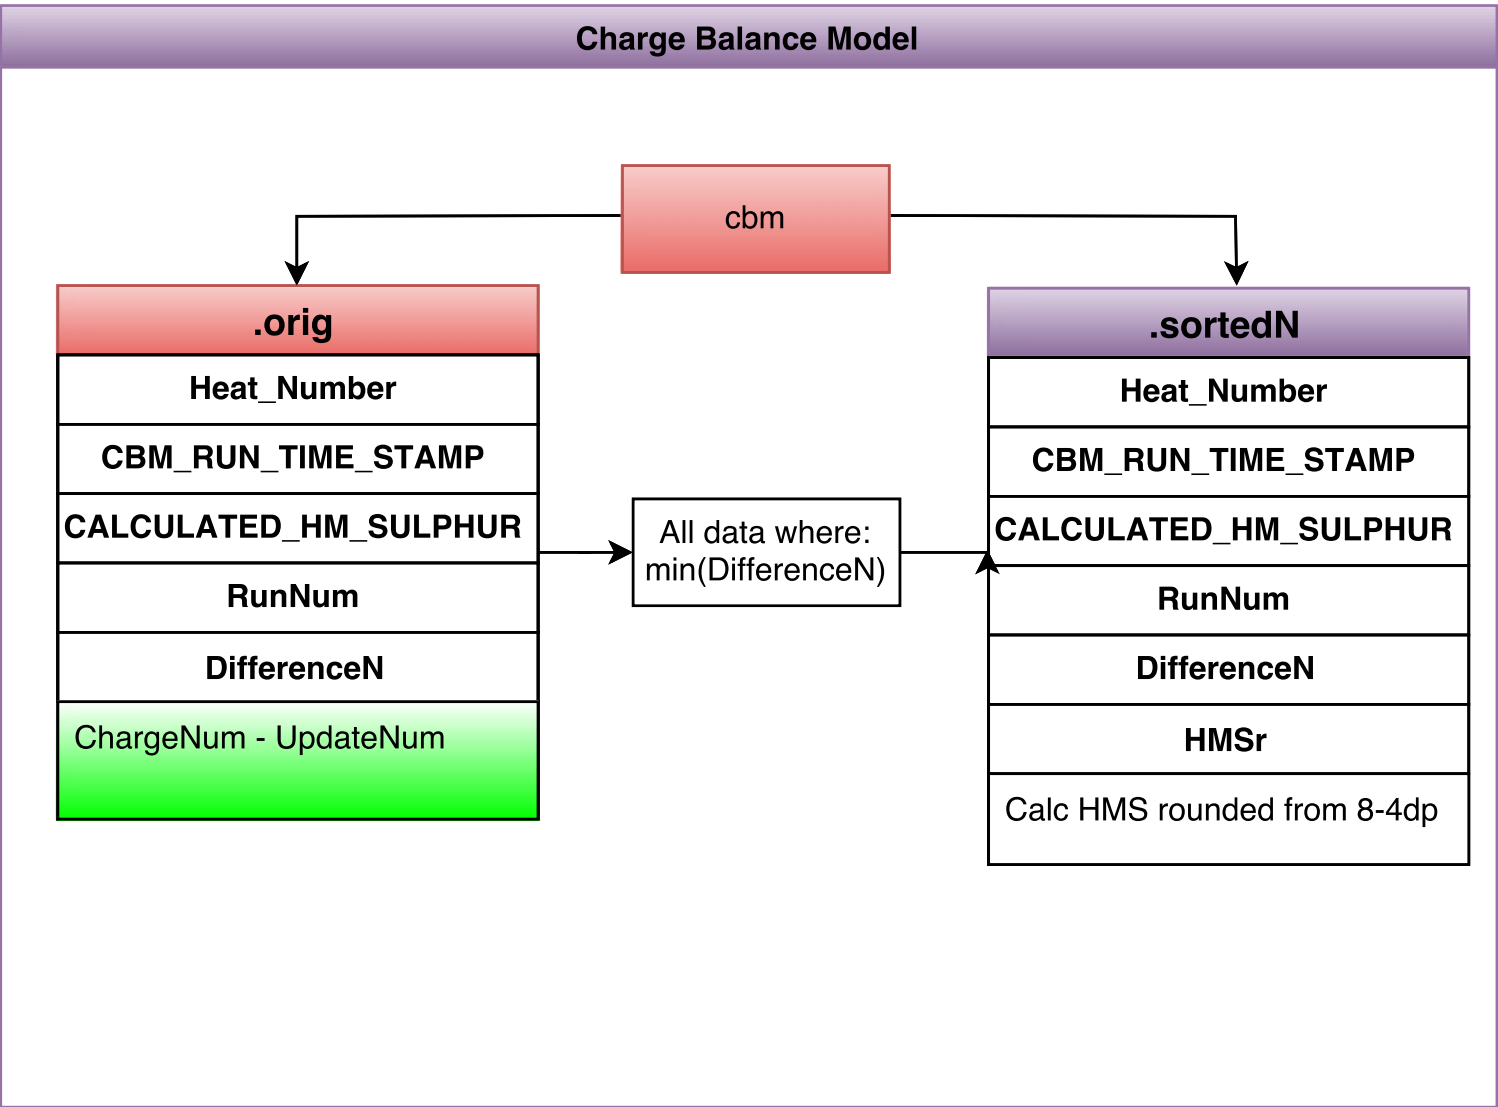 Charge Balance Model
cbm
.orig
Heat_Number
CBM_RUN_TIME_STAMP
CALCULATED_HM_SULPHUR
RunNum
DifferenceN
ChargeNum - UpdateNum
All data where:
min(DifferenceN)
.sortedN
Heat_Number
CBM_RUN_TIME_STAMP
CALCULATED_HM_SULPHUR
RunNum
DifferenceN
HMSr
Calc HMS rounded from 8-4dp